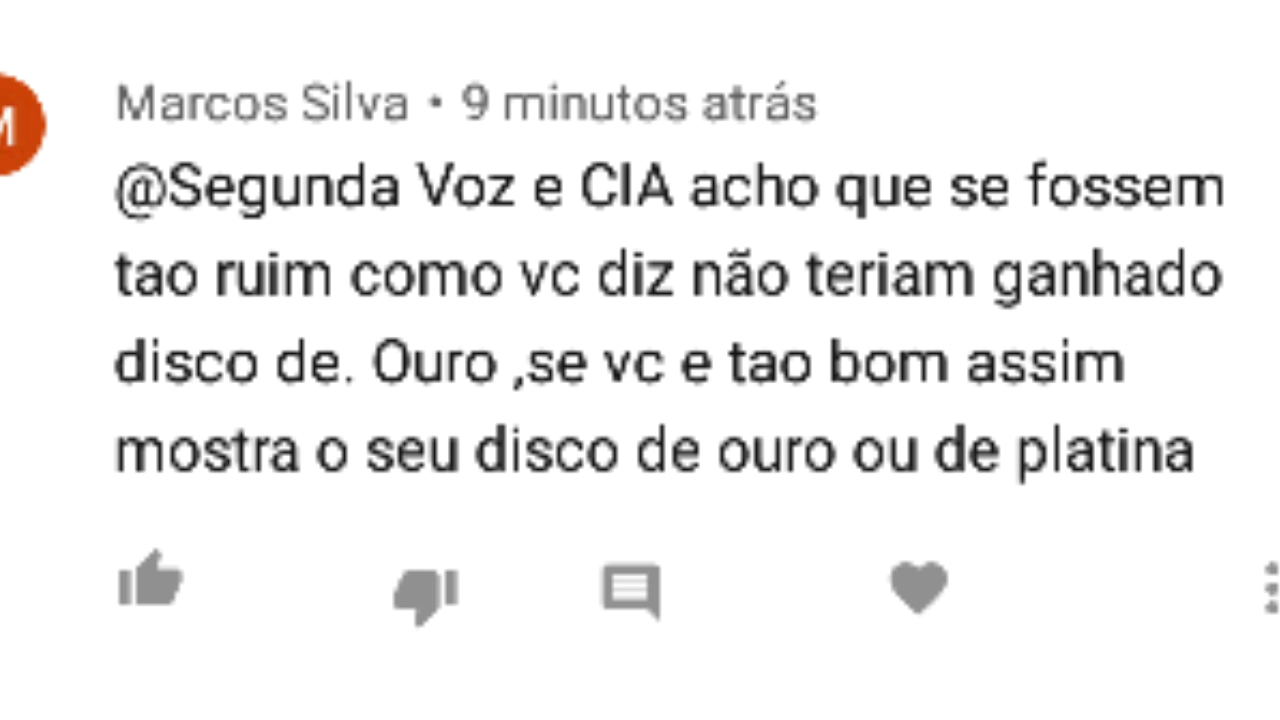 M
Marcos Silva • 9 minutos atrás
@Segunda Voz e CIA acho que se fossem
tao ruim como vc diz não teriam ganhado
disco de. Ouro ,se vc e tao bom assim
mostra o seu disco de ouro ou de platina